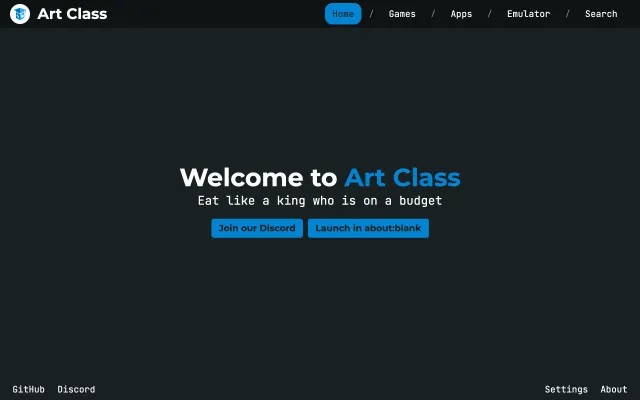 Art Class
Home / Games / Apps / Emulator / Search
Welcome to Art Class
Eat like a king who is on a budget
Join our Discord Launch in about:blank
GitHub Discord Settings About